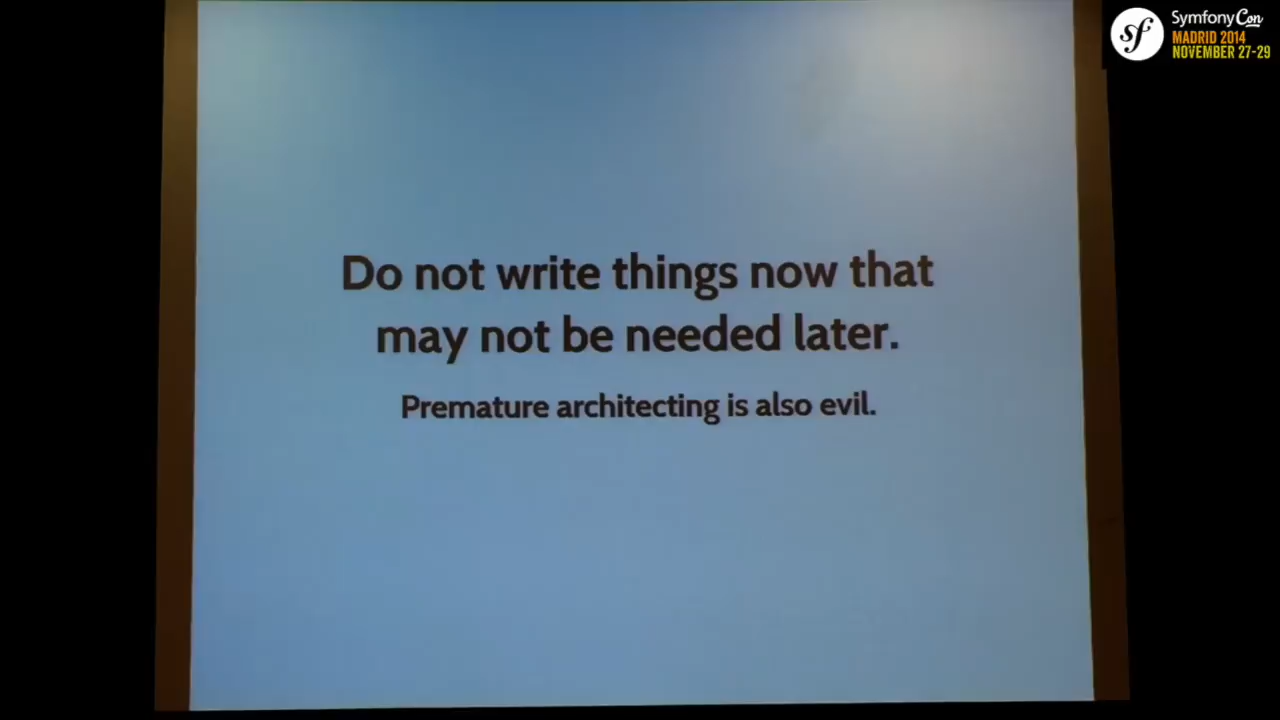 SymfonyCon
MADRID 2014
NOVEMBER 27-29
Do not write things now that
may not be needed later.
Premature architecting is also evil.